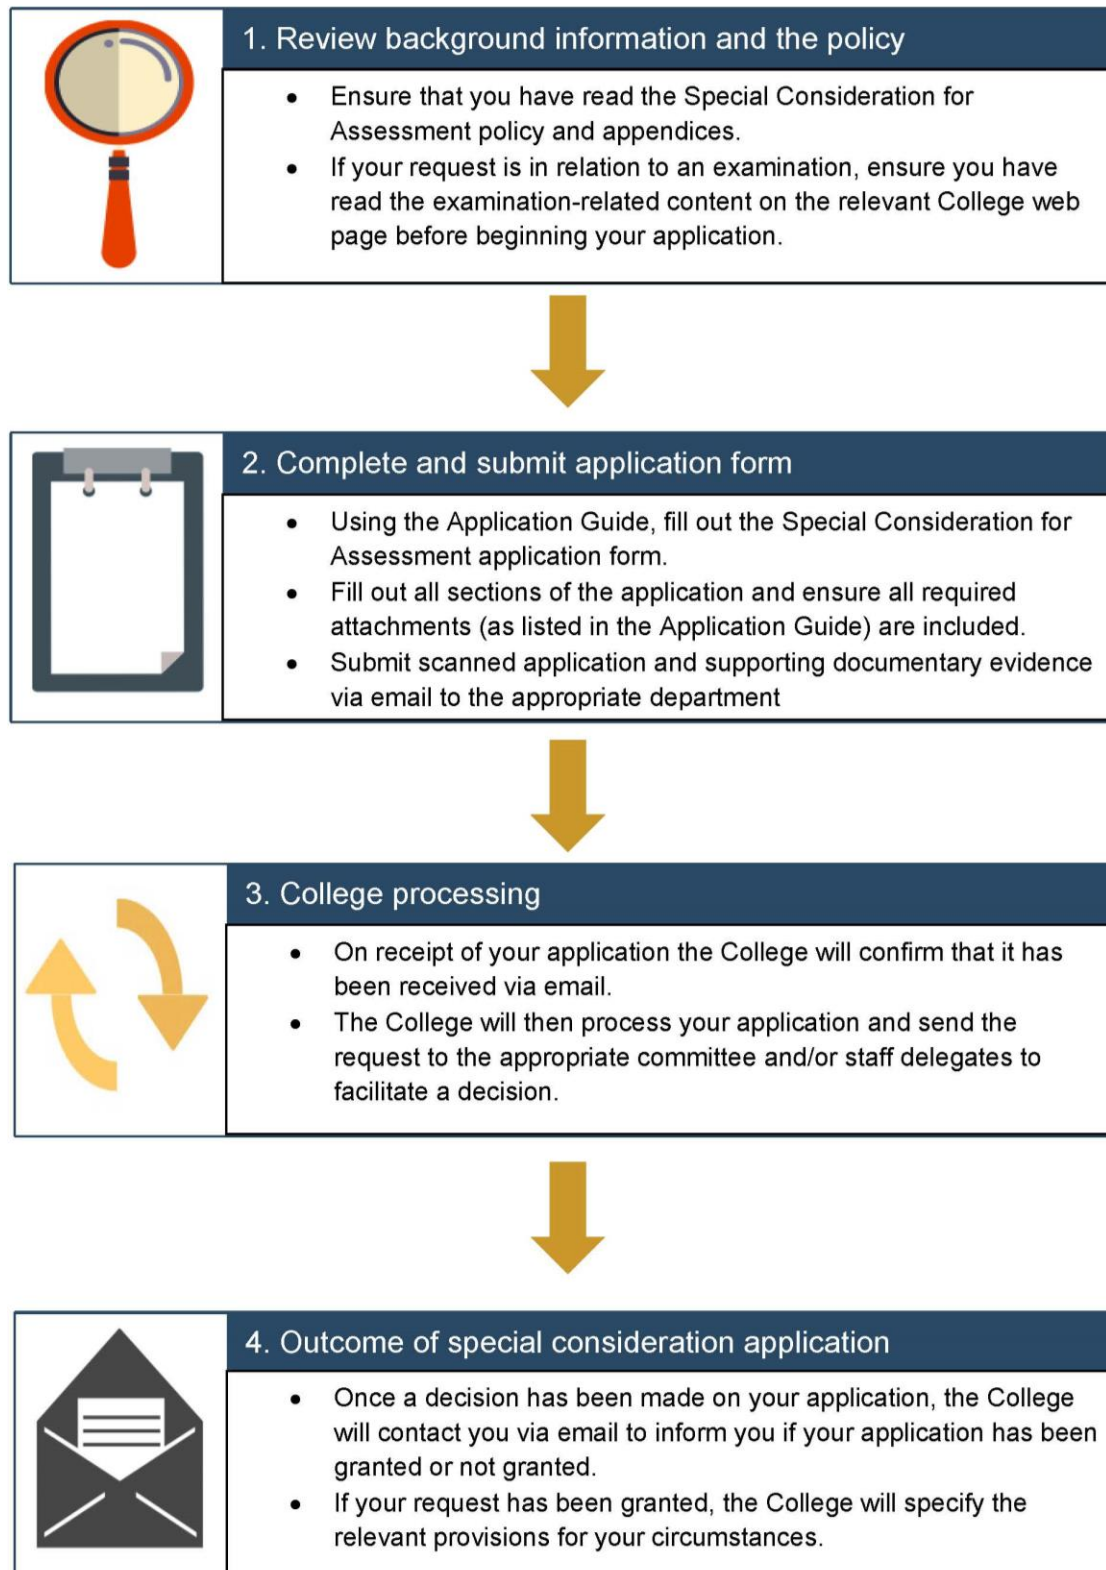 1. Review background information and the policy
• Ensure that you have read the Special Consideration for
Assessment policy and appendices.
• If your request is in relation to an examination, ensure you have
read the examination-related content on the relevant College web
page before beginning your application.
2. Complete and submit application form
• Using the Application Guide, fill out the Special Consideration for
Assessment application form.
• Fill out all sections of the application and ensure all required
attachments (as listed in the Application Guide) are included.
• Submit scanned application and supporting documentary evidence
via email to the appropriate department
3. College processing
• On receipt of your application the College will confirm that it has
been received via email.
• The College will then process your application and send the
request to the appropriate committee and/or staff delegates to
facilitate a decision.
4. Outcome of special consideration application
• Once a decision has been made on your application, the College
will contact you via email to inform you if your application has been
granted or not granted.
• If your request has been granted, the College will specify the
relevant provisions for your circumstances.